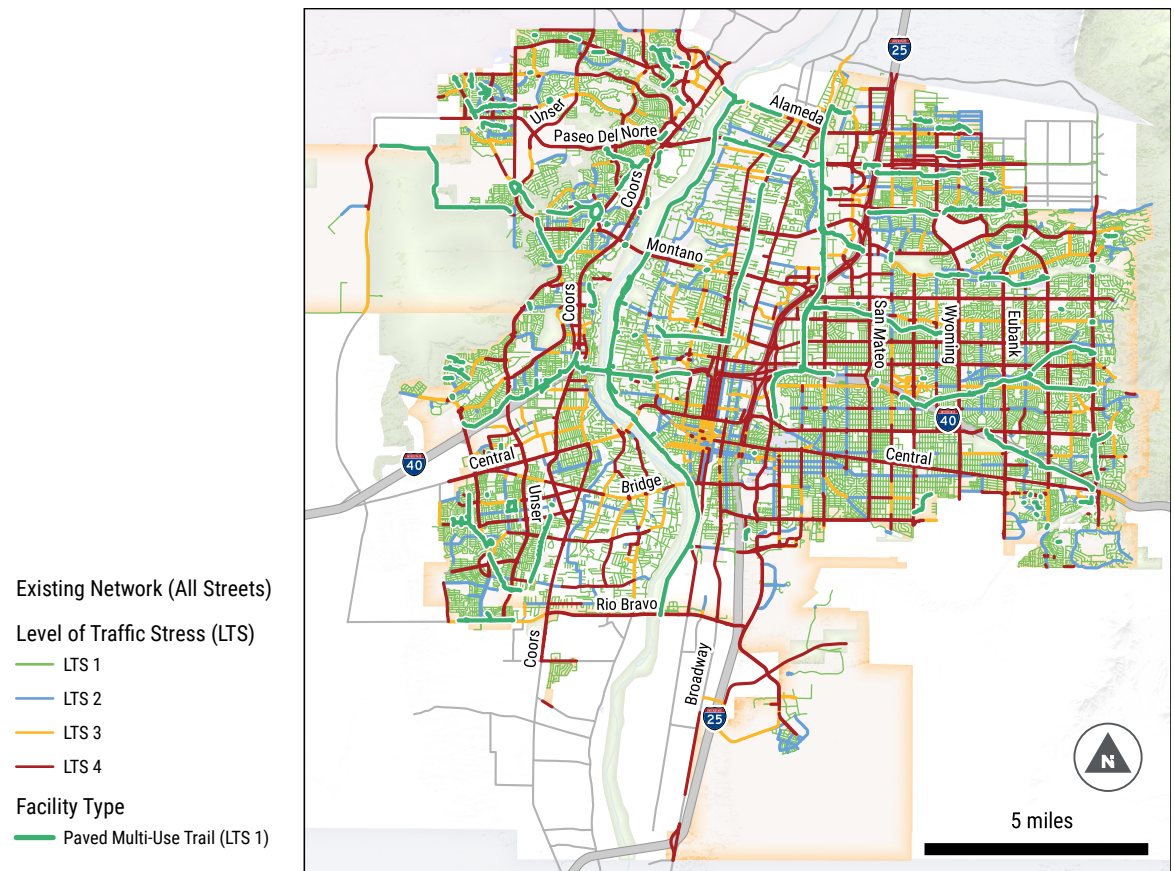 Existing Network (All Streets)
Level of Traffic Stress (LTS)
LTS 1
LTS 2
LTS 3
LTS 4
Facility Type
Paved Multi-Use Trail (LTS 1)
25
Alameda
Unser
Paseo Del Norte
Coors
Montano
Coors
San Mateo
Wyoming
Eubank
40
Central
40
Central
Unser
Bridge
Rio Bravo
Coors
Broadway
25
N
5 miles